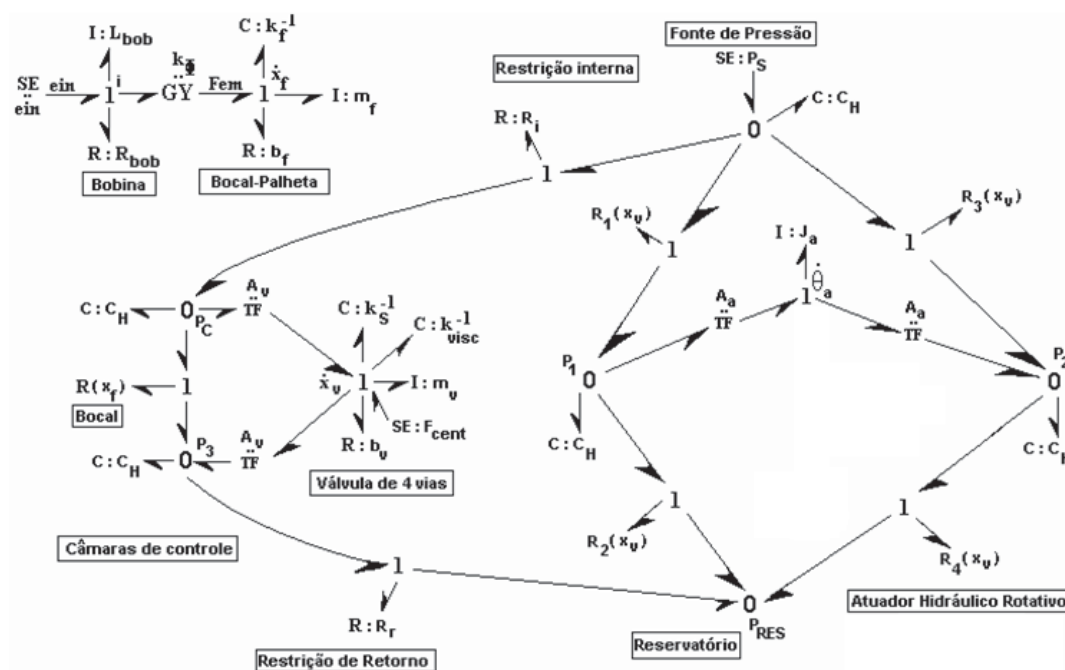 C : k_f^-1
I : L_bob
SE ein i k_Φ Fem ẋ_f
ein 1 GY 1 I : m_f
R : R_bob R : b_f
Bobina Bocal-Palheta
Fonte de Pressão
SE : P_S
Restrição interna
C : C_H
R : R_i 0
1
R_1(x_v) 1 R_3(x_v) 1
I : J_a
θ̇_a
1
A_a TF A_a TF
P_1 0 P_2 0
C : C_H C : C_H
1 1
R_2(x_v) R_4(x_v)
A_v
C : C_H 0 TF
P_C
C : k_S^-1 C : k_visc^-1
R(x_f) 1 ẋ_v 1 I : m_v
Bocal SE : F_cent
P_3 A_v R : b_v
C : C_H 0 TF
Válvula de 4 vias
Câmaras de controle
1
R : R_r
Restrição de Retorno
0
P_RES
Reservatório
Atuador Hidráulico Rotativo